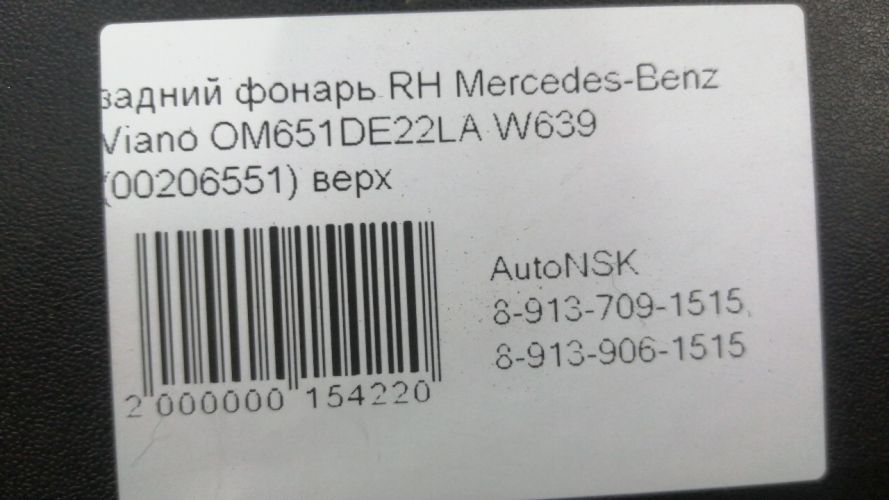 задний фонарь RH Mercedes-Benz
Viano OM651DE22LA W639
(00206551) верх
AutoNSK
8-913-709-1515,
8-913-906-1515
2 000000 154220